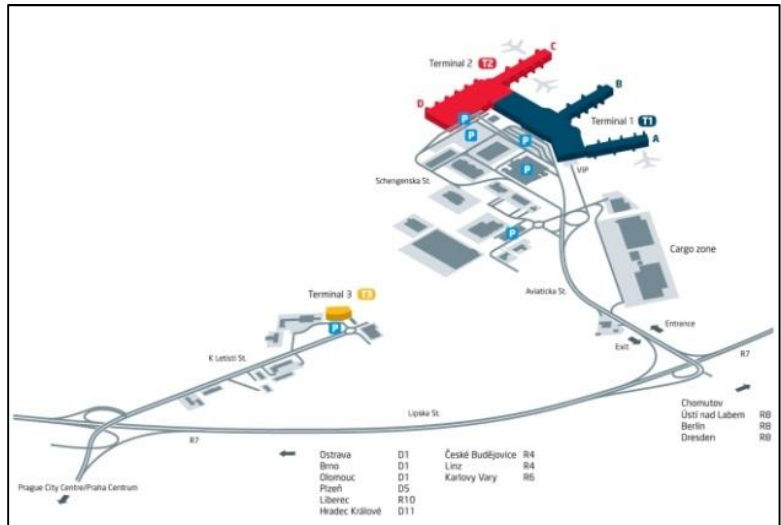 C
Terminal 2 T2
B
D
P
P
P
Terminal 1 T1
A
P
VIP
Schengenska St.
P
Cargo zone
Terminal 3 T3
Aviaticka St.
P
Entrance
K Letisti St.
Exit
R7
Lipska St.
R7
Chomutov
Ústí nad Labem R8
Berlín R8
Dresden R8
Ostrava D1
Brno D1
Olomouc D1
Plzeň D5
Liberec R10
Hradec Králové D11
České Budějovice R4
Linz R4
Karlovy Vary R6
Prague City Centre/Praha Centrum